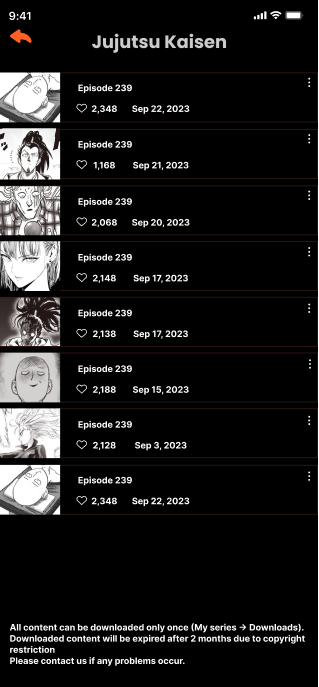 9:41
Jujutsu Kaisen
Episode 239
2,348 Sep 22, 2023
Episode 239
1,168 Sep 21, 2023
Episode 239
2,068 Sep 20, 2023
Episode 239
2,148 Sep 17, 2023
Episode 239
2,138 Sep 17, 2023
Episode 239
2,188 Sep 15, 2023
Episode 239
2,128 Sep 3, 2023
Episode 239
2,348 Sep 22, 2023
All content can be downloaded only once (My series → Downloads).
Downloaded content will be expired after 2 months due to copyright
restriction
Please contact us if any problems occur.